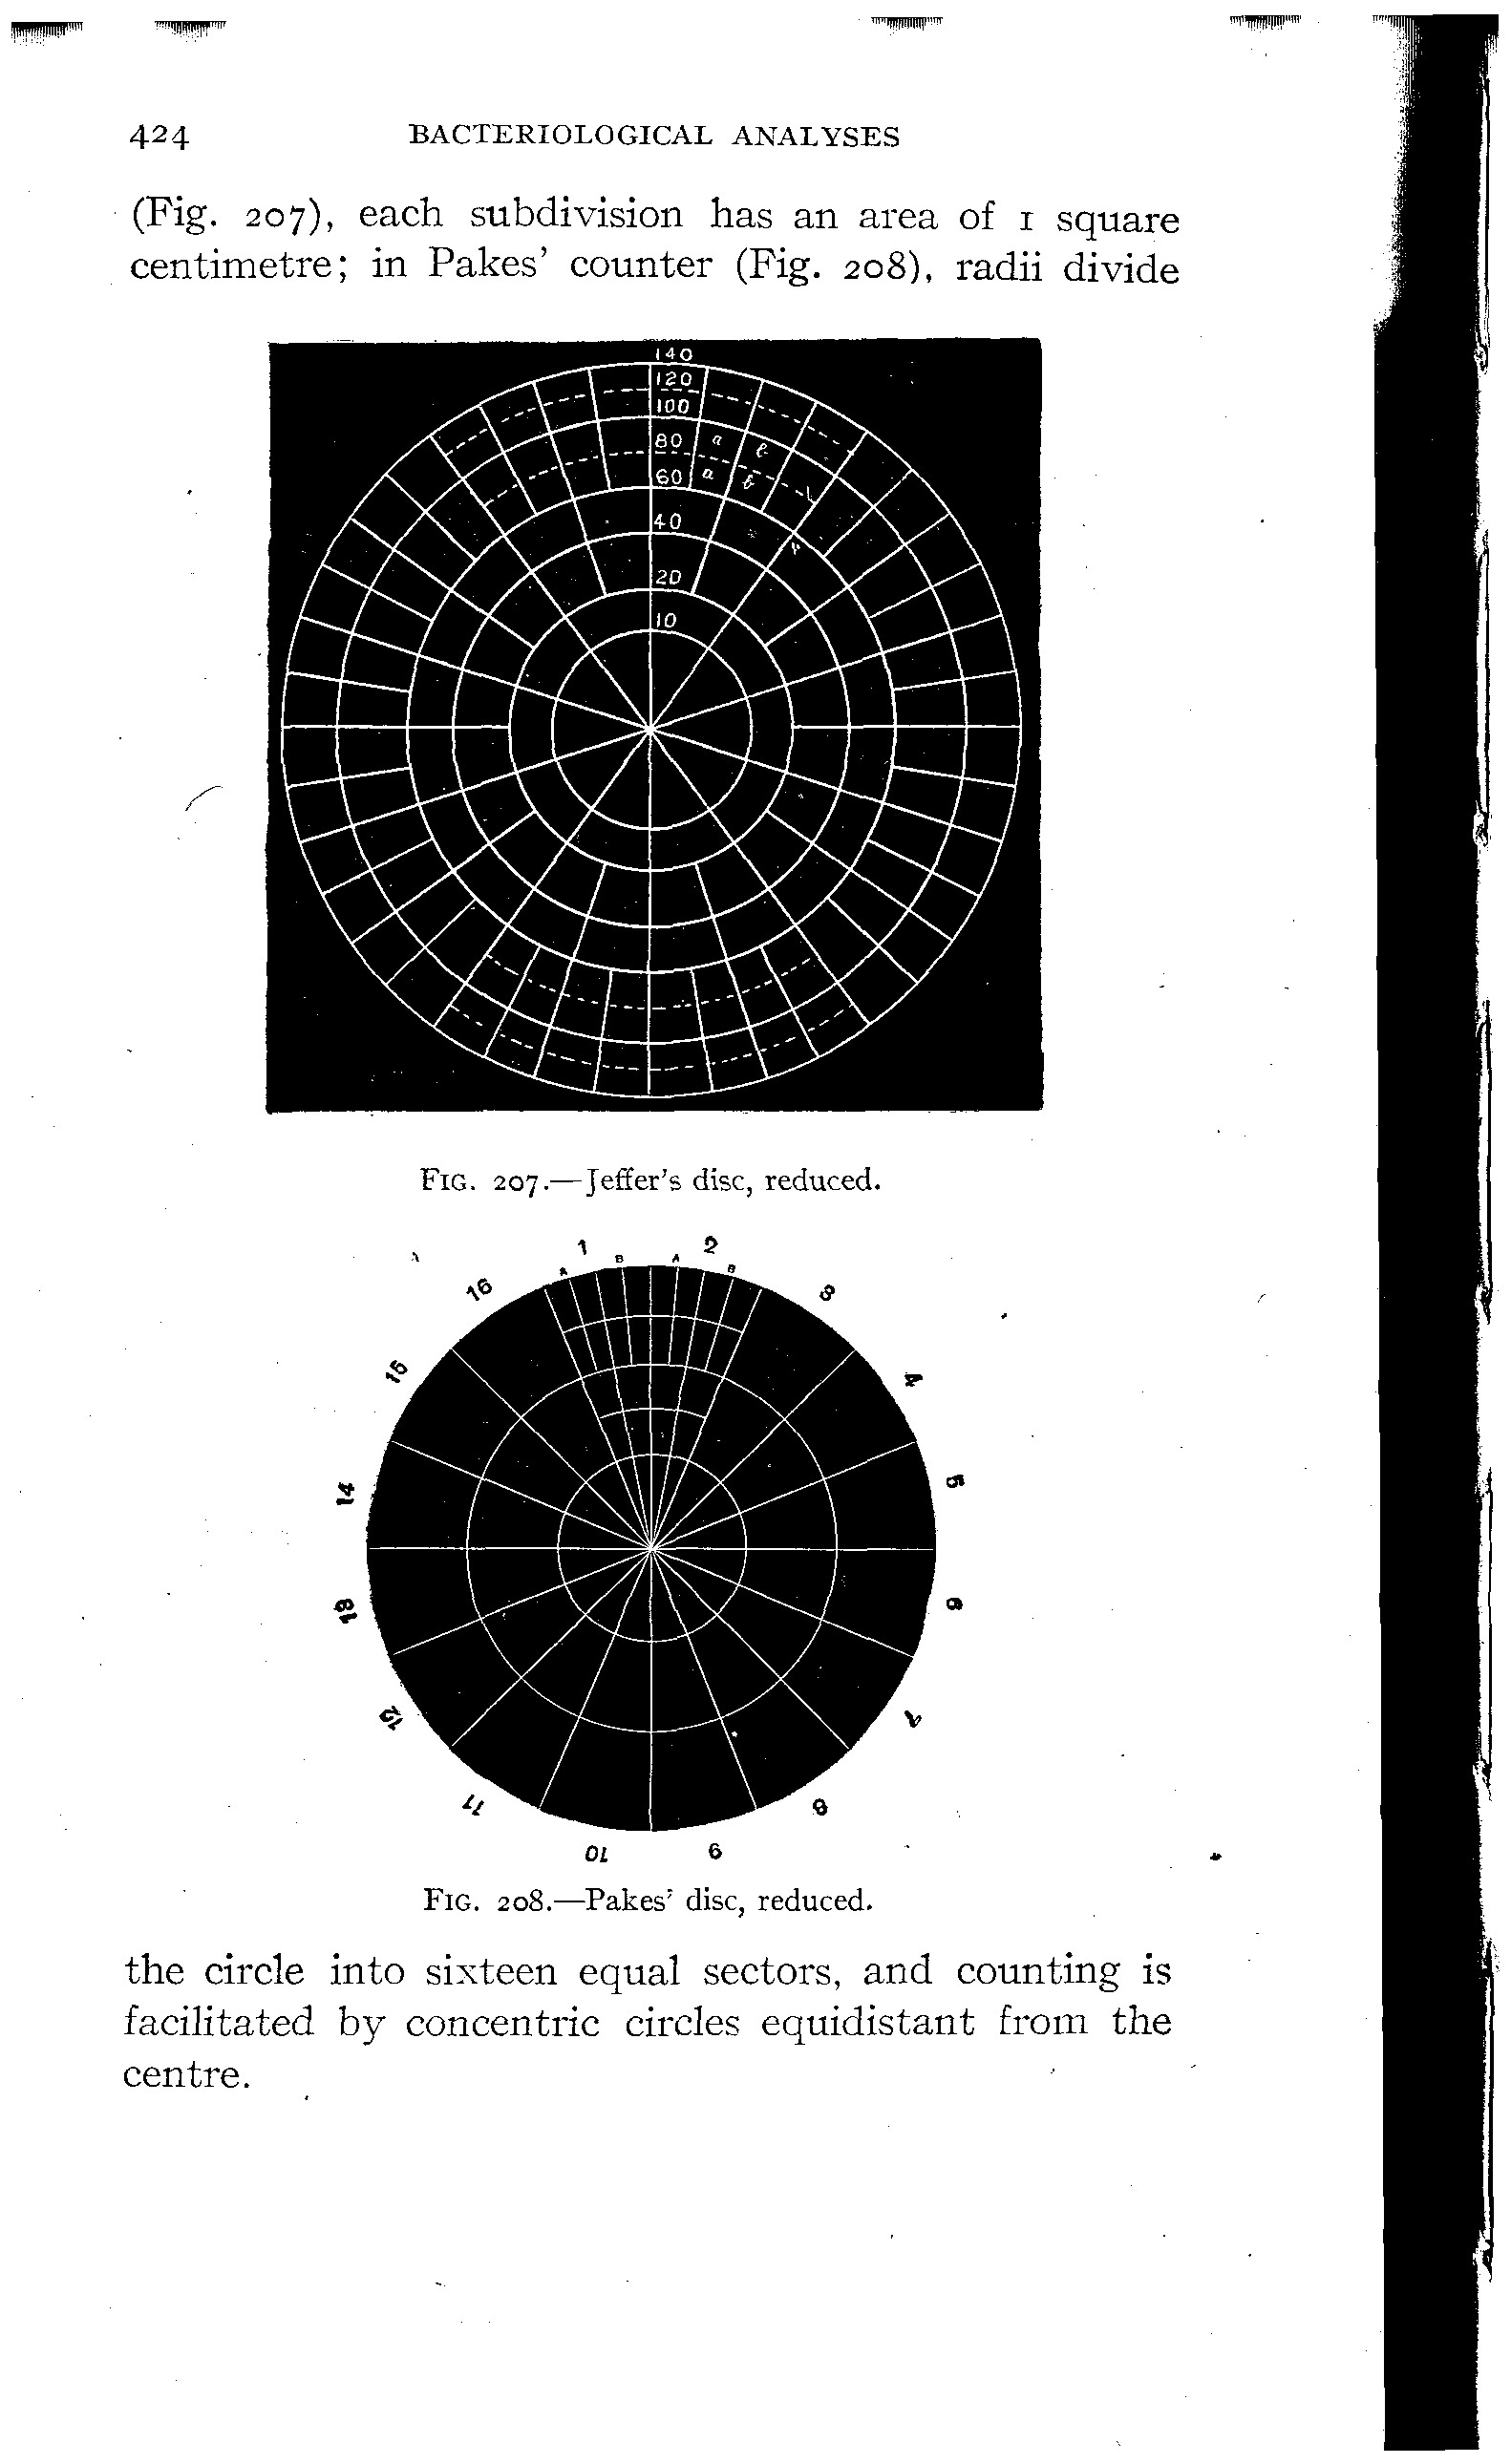 424 BACTERIOLOGICAL ANALYSES
(Fig. 207), each subdivision has an area of 1 square
centimetre; in Pakes' counter (Fig. 208), radii divide
140
120
100
80 a b
60 a b
40
20
10
FIG. 207.—Jeffer's disc, reduced.
1 2
A B A B
16 3
15 4
14 5
13 6
12 7
11 8
10 9
FIG. 208.—Pakes' disc, reduced.
the circle into sixteen equal sectors, and counting is
facilitated by concentric circles equidistant from the
centre.